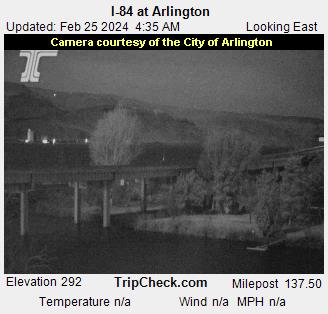 I-84 at Arlington
Updated: Feb 25 2024 4:35 AM Looking East
Camera courtesy of the City of Arlington
Elevation 292 TripCheck.com Milepost 137.50
Temperature n/a Wind n/a MPH n/a